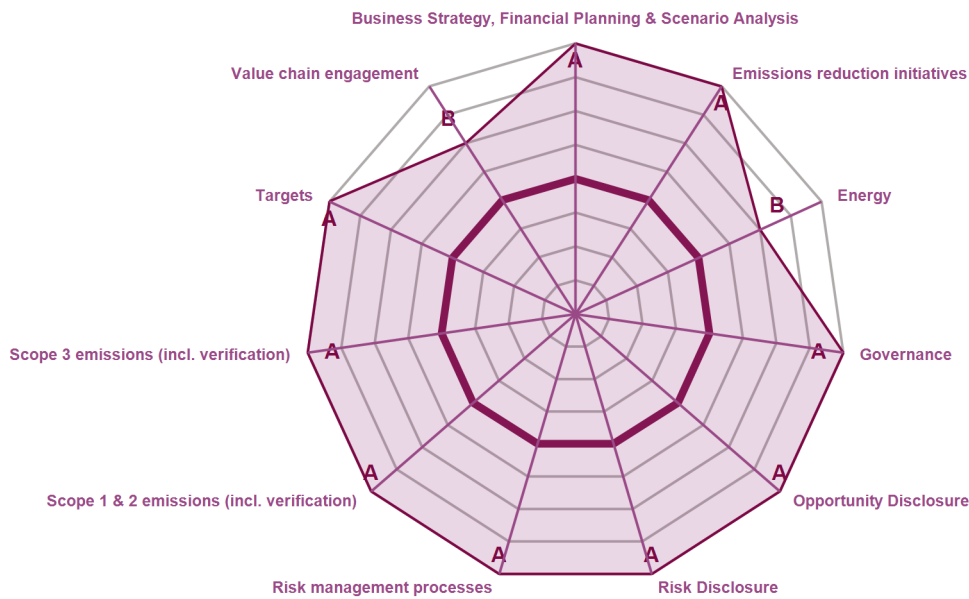 Business Strategy, Financial Planning & Scenario Analysis
A
Value chain engagement
Emissions reduction initiatives
A
B
Targets
Energy
B
A
Scope 3 emissions (incl. verification)
A
A
Governance
A
A
Scope 1 & 2 emissions (incl. verification)
Opportunity Disclosure
A
A
Risk management processes
Risk Disclosure